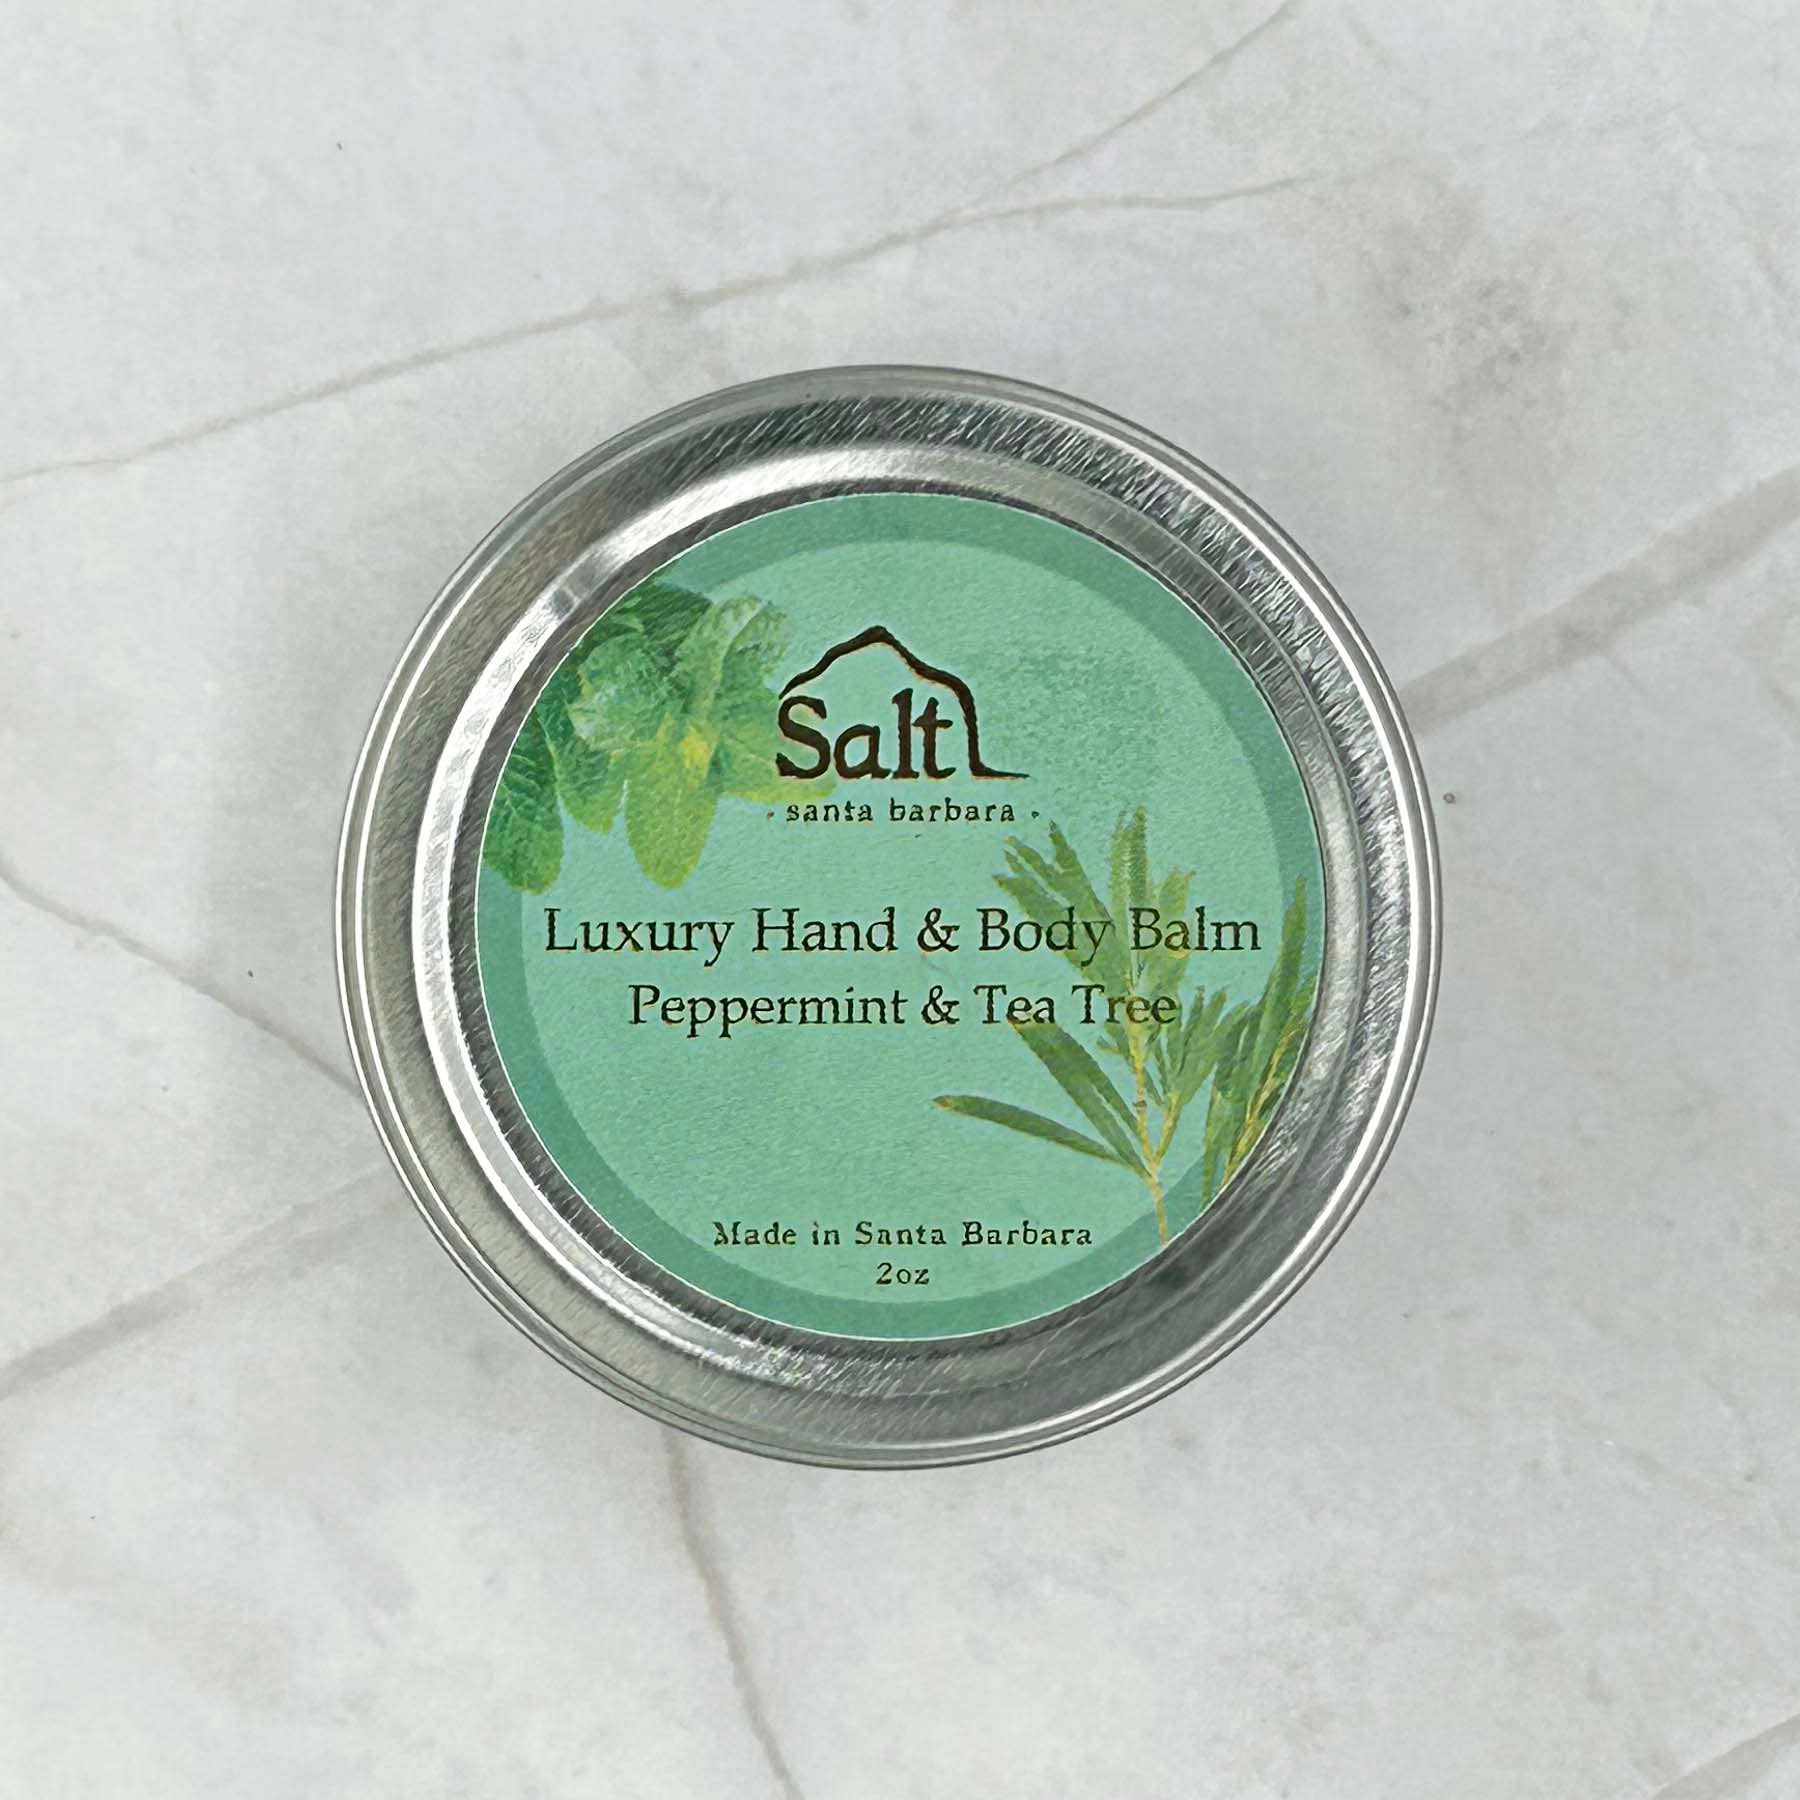 Salt
· santa barbara ·
Luxury Hand & Body Balm
Peppermint & Tea Tree
Made in Santa Barbara
2oz